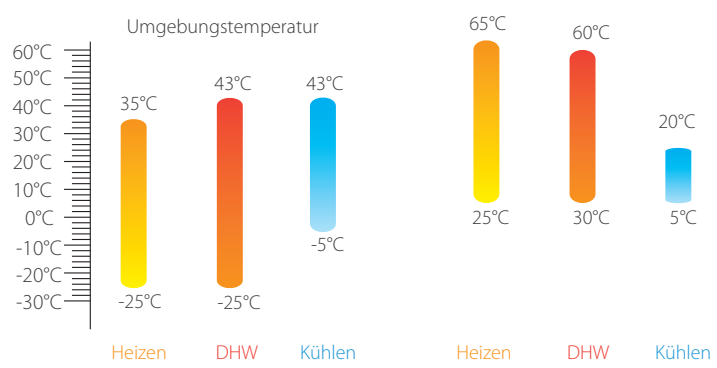 Umgebungstemperatur
60°C
50°C
40°C
30°C
20°C
10°C
0°C
-10°C
-20°C
-30°C
35°C
-25°C
43°C
-25°C
43°C
-5°C
65°C
25°C
60°C
30°C
20°C
5°C
Heizen DHW Kühlen Heizen DHW Kühlen